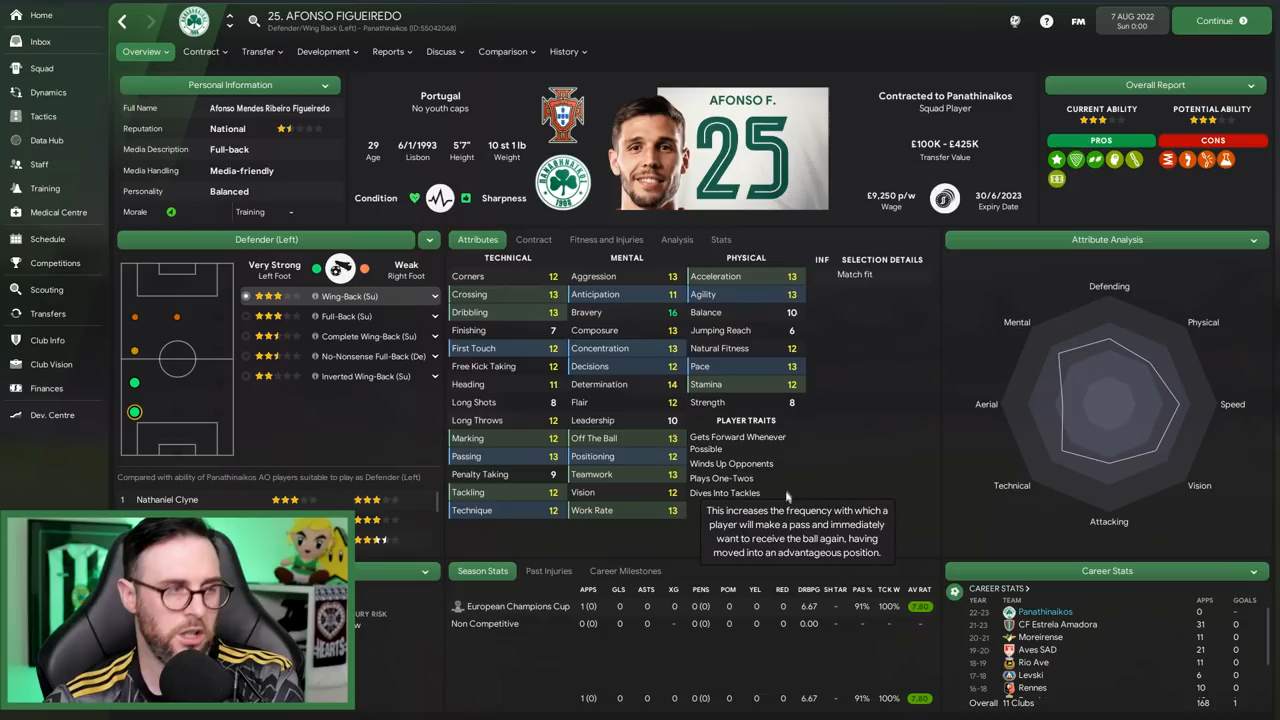 Home
Inbox
Squad
Dynamics
Tactics
Data Hub
Staff
Training
Medical Centre
Schedule
Competitions
Scouting
Transfers
Club Info
Club Vision
Finances
Dev. Centre
25. AFONSO FIGUEIREDO
Defender/Wing Back (Left) - Panathinaikos (ID:55042068)
FM
7 AUG 2022
Sun 0:00
Continue
Overview
Contract
Transfer
Development
Reports
Discuss
Comparison
History
Personal Information
Full Name Afonso Mendes Ribeiro Figueiredo
Reputation National
Media Description Full-back
Media Handling Media-friendly
Personality Balanced
Morale Training -
Portugal
No youth caps
29 6/1/1993 5'7" 10 st 1 lb
Age Lisbon Height Weight
Condition Sharpness
AFONSO F.
25
Contracted to Panathinaikos
Squad Player
£100K - £425K
Transfer Value
£9,250 p/w 30/6/2023
Wage Expiry Date
Overall Report
CURRENT ABILITY POTENTIAL ABILITY
PROS CONS
Defender (Left)
Very Strong Weak
Left Foot Right Foot
Wing-Back (Su)
Full-Back (Su)
Complete Wing-Back (Su)
No-Nonsense Full-Back (De)
Inverted Wing-Back (Su)
Compared with ability of Panathinaikos AO players suitable to play as Defender (Left)
1 Nathaniel Clyne
Attributes Contract Fitness and Injuries Analysis Stats
TECHNICAL MENTAL PHYSICAL INF SELECTION DETAILS
Corners 12 Aggression 13 Acceleration 13 Match fit
Crossing 13 Anticipation 11 Agility 13
Dribbling 13 Bravery 16 Balance 10
Finishing 7 Composure 13 Jumping Reach 6
First Touch 12 Concentration 13 Natural Fitness 12
Free Kick Taking 12 Decisions 12 Pace 13
Heading 11 Determination 14 Stamina 12
Long Shots 8 Flair 12 Strength 8
Long Throws 12 Leadership 10 PLAYER TRAITS
Marking 12 Off The Ball 13 Gets Forward Whenever
Possible
Passing 13 Positioning 12 Winds Up Opponents
Penalty Taking 9 Teamwork 13 Plays One-Twos
Tackling 12 Vision 12 Dives Into Tackles
Technique 12 Work Rate 13
This increases the frequency with which a
player will make a pass and immediately
want to receive the ball again, having
moved into an advantageous position.
Attribute Analysis
Defending
Mental Physical
Aerial Speed
Technical Vision
Attacking
HEARTS
Season Stats Past Injuries Career Milestones
APPS GLS ASTS XG PENS POM YEL RED DRBPG SH TAR PAS % TCK W AV RAT
European Champions Cup 1 (0) 0 0 - 0 (0) 0 0 0 6.67 - 91% 100% 7.80
Non Competitive 0 (0) 0 0 - 0 (0) 0 0 0 0.00 - - - -
1 (0) 0 0 - 0 (0) 0 0 0 6.67 - 91% 100% 7.80
Career Stats
CAREER STATS
YEAR TEAM APPS GOALS
22-23 Panathinaikos 0 -
21-23 CF Estrela Amadora 31 0
20-21 Moreirense 11 0
19-20 Aves SAD 21 0
18-19 Rio Ave 11 0
17-18 Levski 6 0
16-18 Rennes 10 0
Overall 11 Clubs 168 1